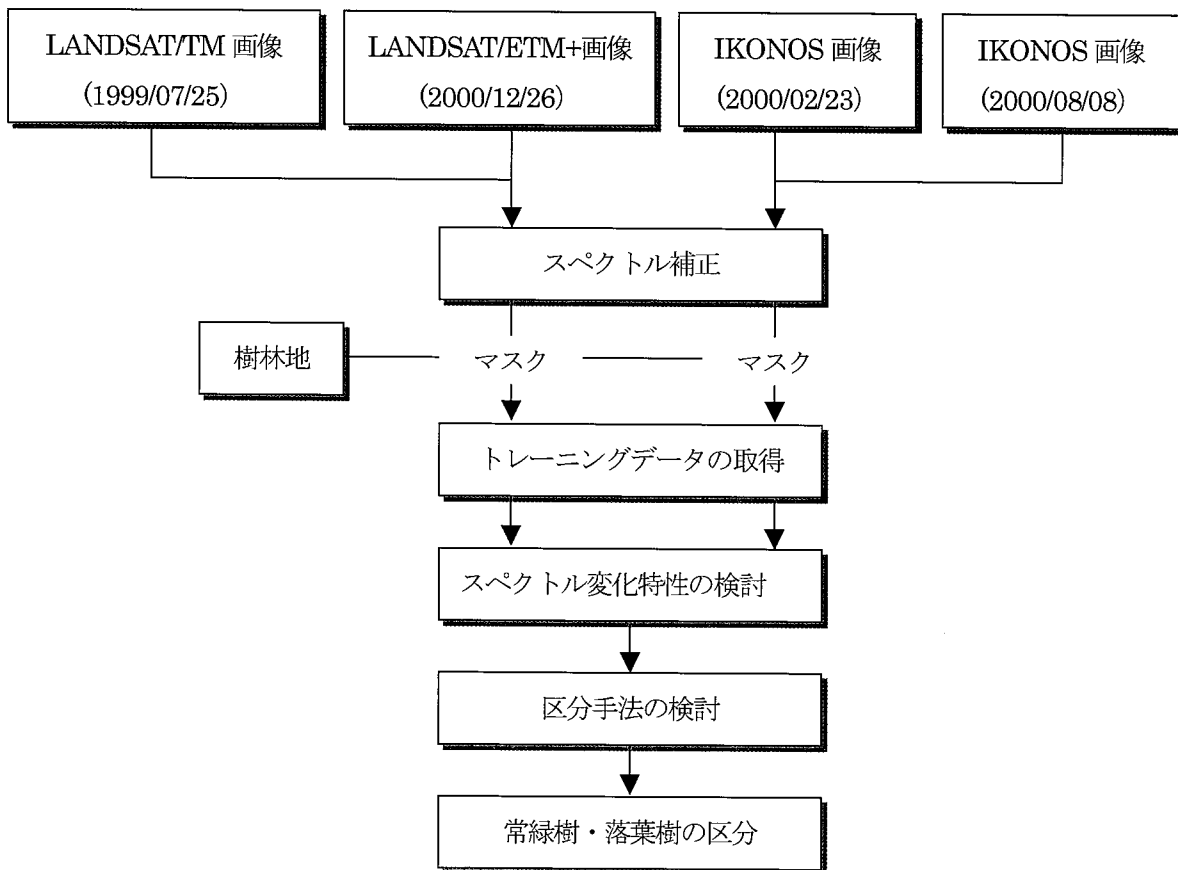 LANDSAT/TM 画像
(1999/07/25)
LANDSAT/ETM+画像
(2000/12/26)
IKONOS 画像
(2000/02/23)
IKONOS 画像
(2000/08/08)
スペクトル補正
樹林地
マスク
マスク
トレーニングデータの取得
スペクトル変化特性の検討
区分手法の検討
常緑樹・落葉樹の区分